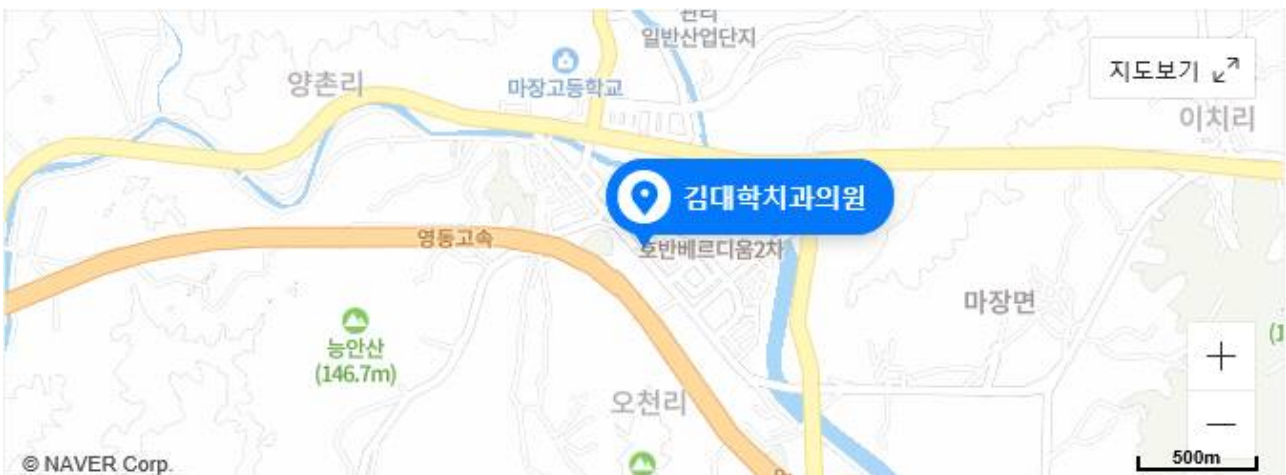 관리
일반산업단지
지도보기
양촌리
마장고등학교
이치리
김대학치과의원
영동고속
호반베르디움2차
마장면
능안산
(146.7m)
오천리
© NAVER Corp.
500m